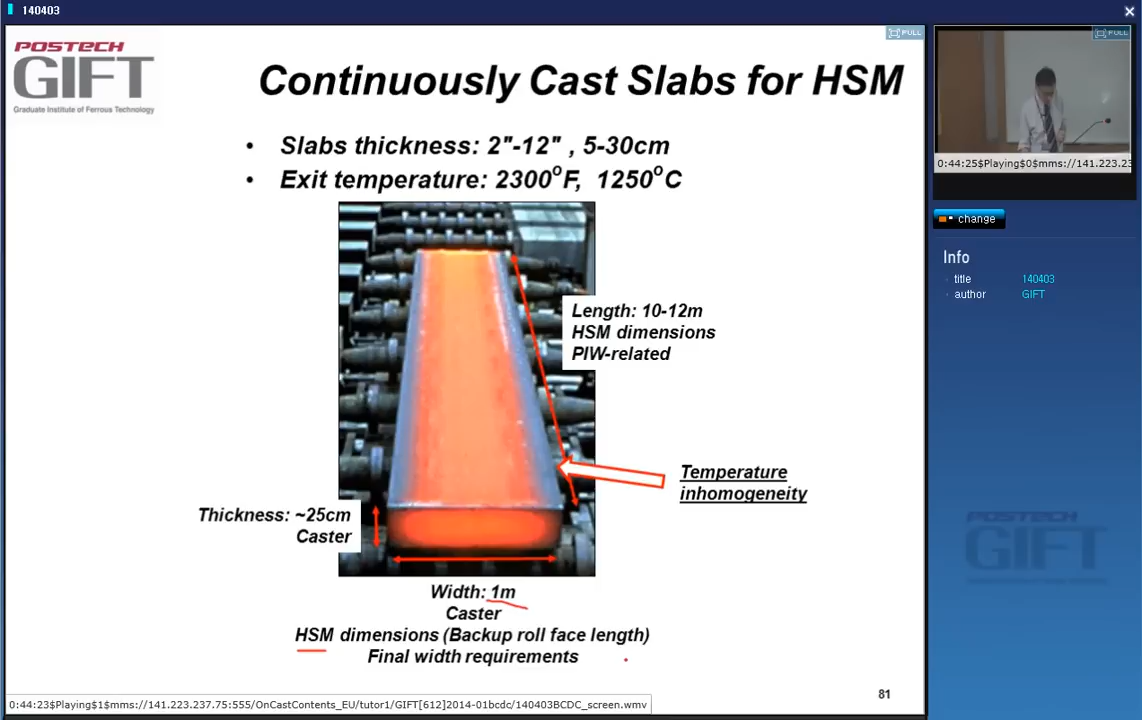 140403
POSTECH
GIFT
Graduate Institute of Ferrous Technology
FULL
Continuously Cast Slabs for HSM
• Slabs thickness: 2"-12" , 5-30cm
• Exit temperature: 2300°F, 1250°C
Length: 10-12m
HSM dimensions
PIW-related
Temperature
inhomogeneity
Thickness: ~25cm
Caster
Width: 1m
Caster
HSM dimensions (Backup roll face length)
Final width requirements
81
0:44:23$Playing$1$mms://141.223.237.75:555/OnCastContents_EU/tutor1/GIFT[612]2014-01bcdc/140403BCDC_screen.wmv
FULL
0:44:25$Playing$0$mms://141.223.23
change
Info
title 140403
author GIFT
POSTECH
GIFT